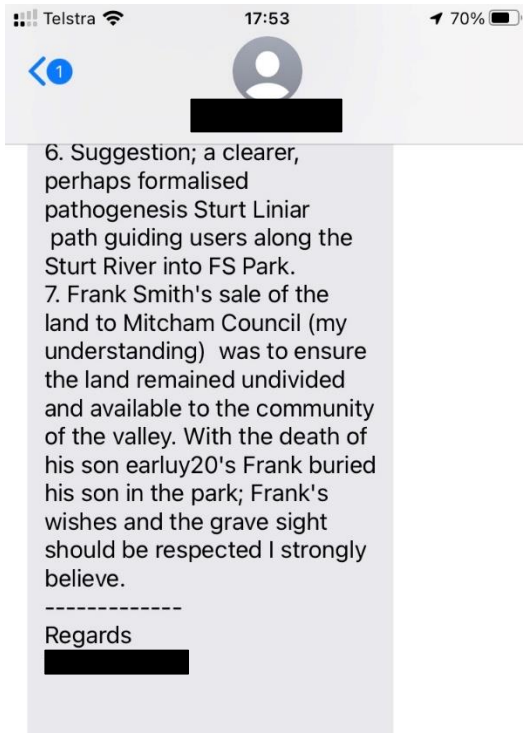 Telstra 17:53 70%
1
6. Suggestion; a clearer,
perhaps formalised
pathogenesis Sturt Liniar
path guiding users along the
Sturt River into FS Park.
7. Frank Smith's sale of the
land to Mitcham Council (my
understanding)  was to ensure
the land remained undivided
and available to the community
of the valley. With the death of
his son earluy20's Frank buried
his son in the park; Frank's
wishes and the grave sight
should be respected I strongly
believe.
-------------
Regards